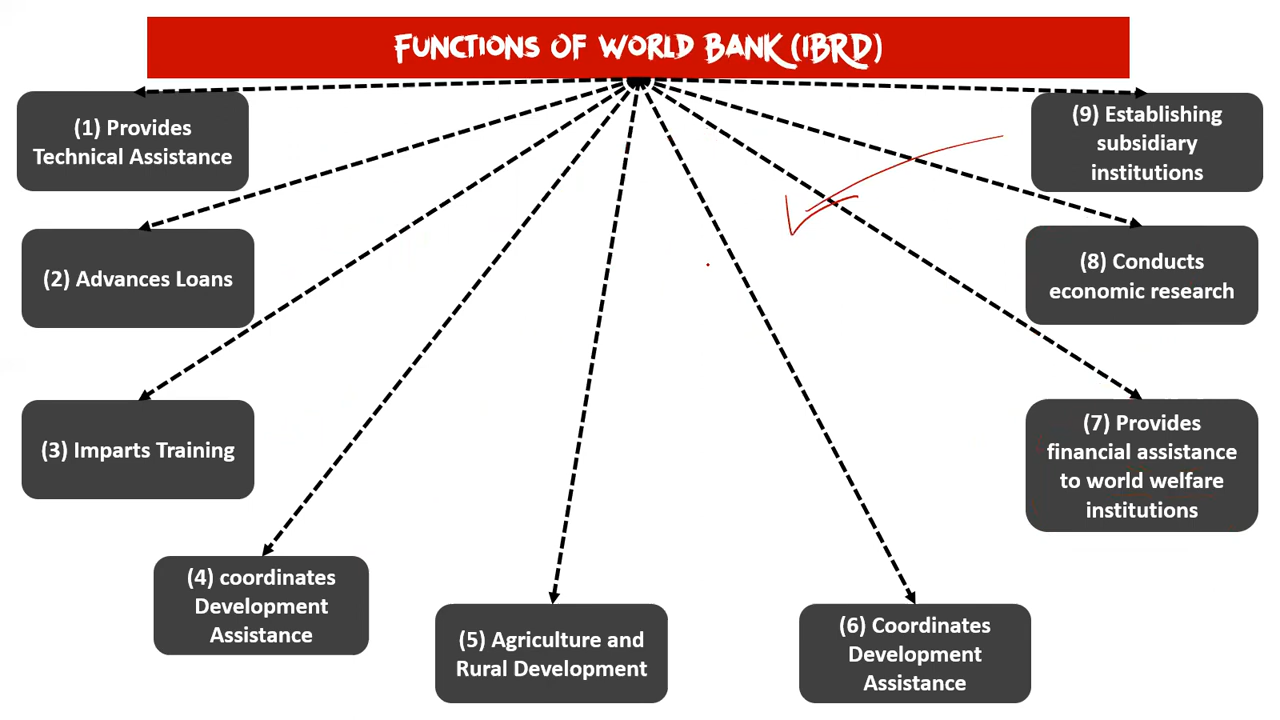 FUNCTIONS OF WORLD BANK (IBRD)
(1) Provides
Technical Assistance
(2) Advances Loans
(3) Imparts Training
(4) coordinates
Development
Assistance
(5) Agriculture and
Rural Development
(6) Coordinates
Development
Assistance
(7) Provides
financial assistance
to world welfare
institutions
(8) Conducts
economic research
(9) Establishing
subsidiary
institutions